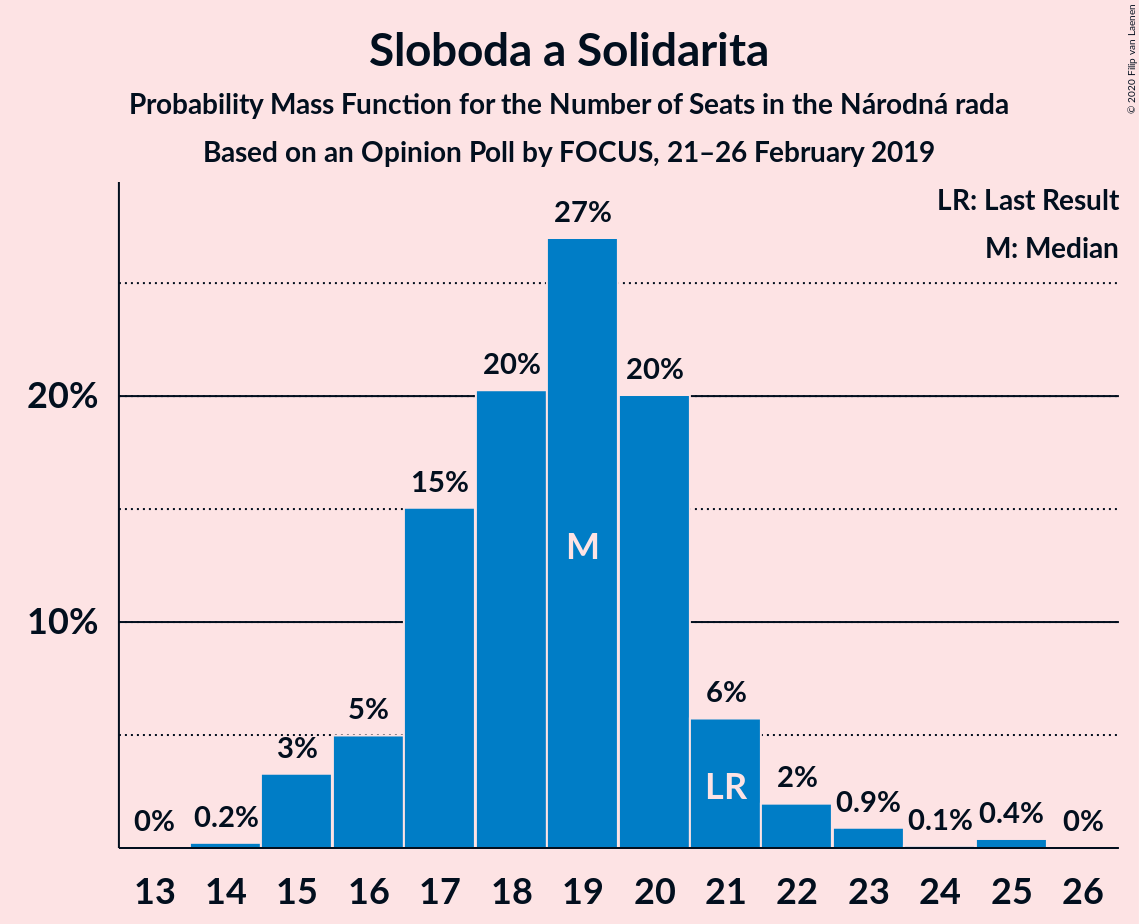 Sloboda a Solidarita
Probability Mass Function for the Number of Seats in the Národná rada
Based on an Opinion Poll by FOCUS, 21–26 February 2019
© 2020 Filip van Laenen
LR: Last Result
M: Median
20%
10%
0%
0.2%
3%
5%
15%
20%
27%
20%
6%
2%
0.9%
0.1%
0.4%
0%
M
LR
13 14 15 16 17 18 19 20 21 22 23 24 25 26